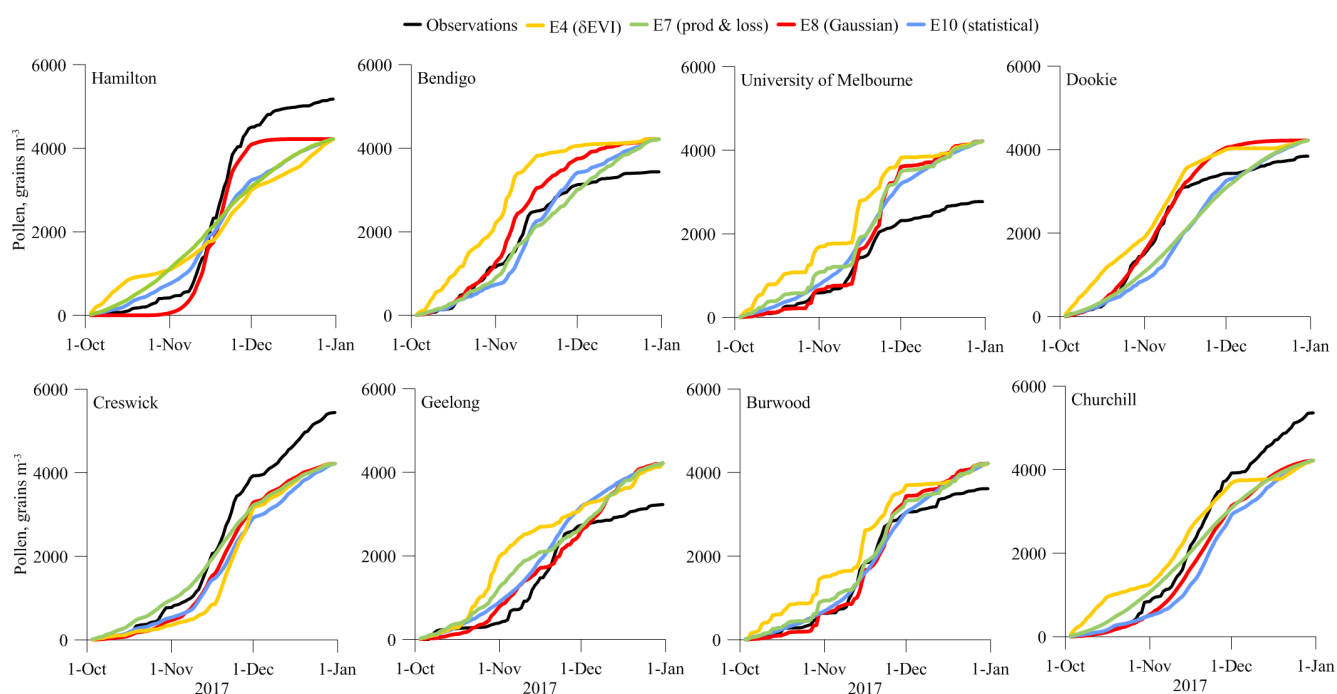 Observations E4 (δEVI) E7 (prod & loss) E8 (Gaussian) E10 (statistical)
Hamilton
Bendigo
University of Melbourne
Dookie
Pollen, grains m-3
6000
4000
2000
0
1-Oct 1-Nov 1-Dec 1-Jan
6000
4000
2000
0
1-Oct 1-Nov 1-Dec 1-Jan
6000
4000
2000
0
1-Oct 1-Nov 1-Dec 1-Jan
6000
4000
2000
0
1-Oct 1-Nov 1-Dec 1-Jan
Creswick
Geelong
Burwood
Churchill
Pollen, grains m-3
6000
4000
2000
0
1-Oct 1-Nov 1-Dec 1-Jan
2017
6000
4000
2000
0
1-Oct 1-Nov 1-Dec 1-Jan
6000
4000
2000
0
1-Oct 1-Nov 1-Dec 1-Jan
2017
6000
4000
2000
0
1-Oct 1-Nov 1-Dec 1-Jan